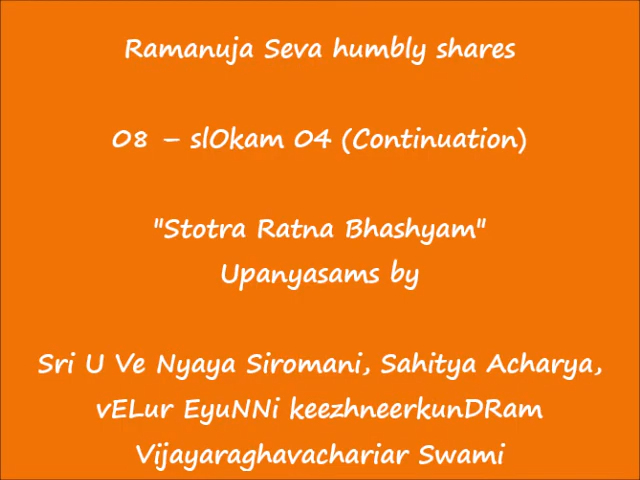 Ramanuja Seva humbly shares
08 – slOkam 04 (Continuation)
"Stotra Ratna Bhashyam"
Upanyasams by
Sri U Ve Nyaya Siromani, Sahitya Acharya,
vELur EyuNNi keezhneerkunDRam
Vijayaraghavachariar Swami